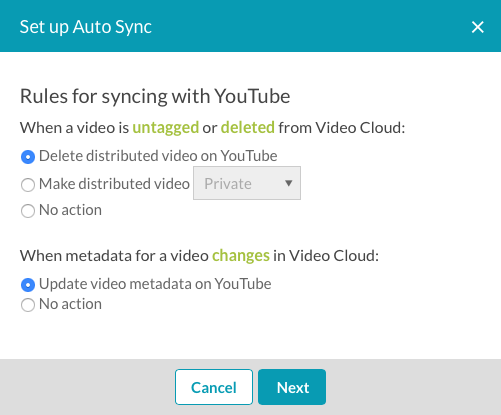 Set up Auto Sync
Rules for syncing with YouTube
When a video is untagged or deleted from Video Cloud:
Delete distributed video on YouTube
Make distributed video Private
No action
When metadata for a video changes in Video Cloud:
Update video metadata on YouTube
No action
Cancel Next